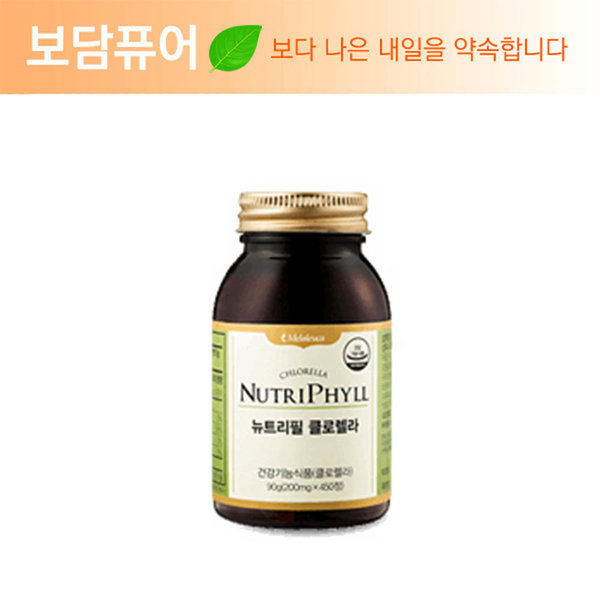 보담퓨어
보다 나은 내일을 약속합니다
Melaleuca
CHLORELLA
NUTRIPHYLL
뉴트리필 클로렐라
건강기능식품(클로렐라)
90g(200mg×450정)